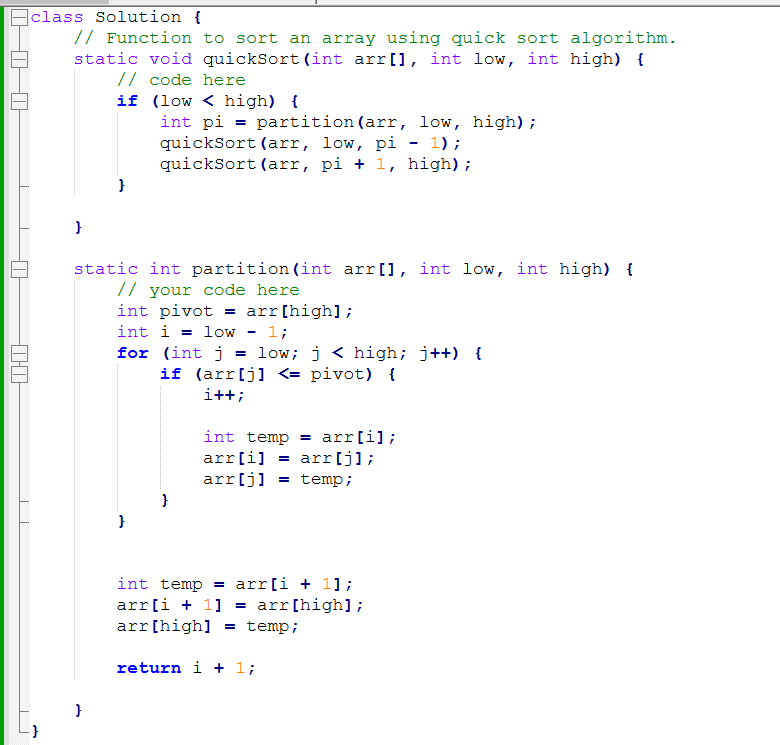 class Solution {
// Function to sort an array using quick sort algorithm.
static void quickSort(int arr[], int low, int high) {
// code here
if (low < high) {
int pi = partition(arr, low, high);
quickSort(arr, low, pi - 1);
quickSort(arr, pi + 1, high);
}
}
static int partition(int arr[], int low, int high) {
// your code here
int pivot = arr[high];
int i = low - 1;
for (int j = low; j < high; j++) {
if (arr[j] <= pivot) {
i++;
int temp = arr[i];
arr[i] = arr[j];
arr[j] = temp;
}
}
int temp = arr[i + 1];
arr[i + 1] = arr[high];
arr[high] = temp;
return i + 1;
}
}